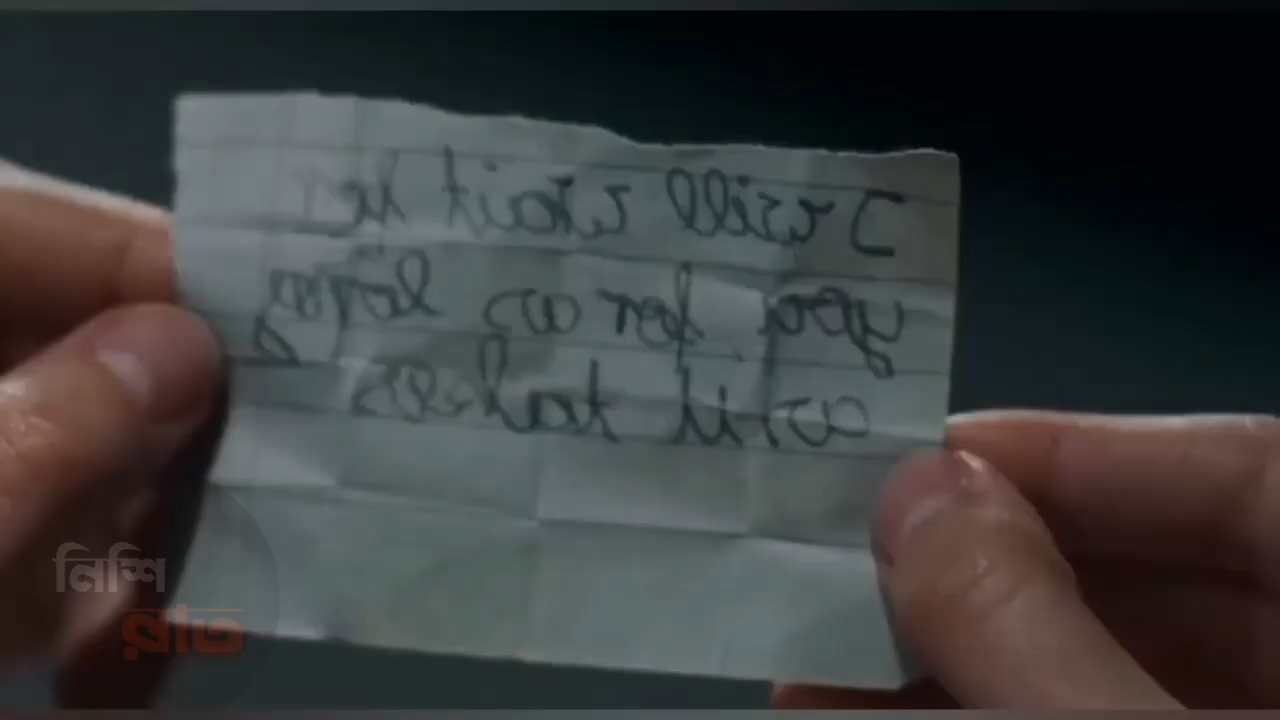 I will wait for
you, for as long
as it takes
নিশি
রাত